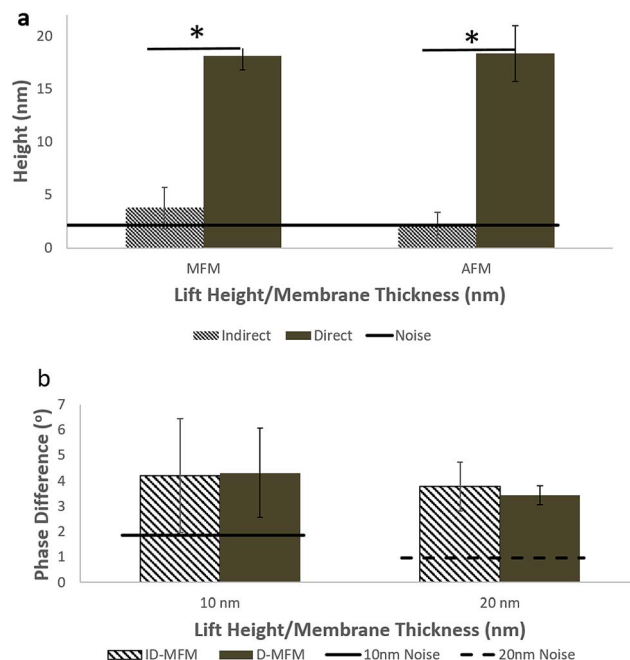 a
Height (nm)
20
15
10
5
0
*
*
MFM
AFM
Lift Height/Membrane Thickness (nm)
Indirect
Direct
Noise
b
Phase Difference (º)
7
6
5
4
3
2
1
0
10 nm
20 nm
Lift Height/Membrane Thickness (nm)
ID-MFM
D-MFM
10nm Noise
20nm Noise